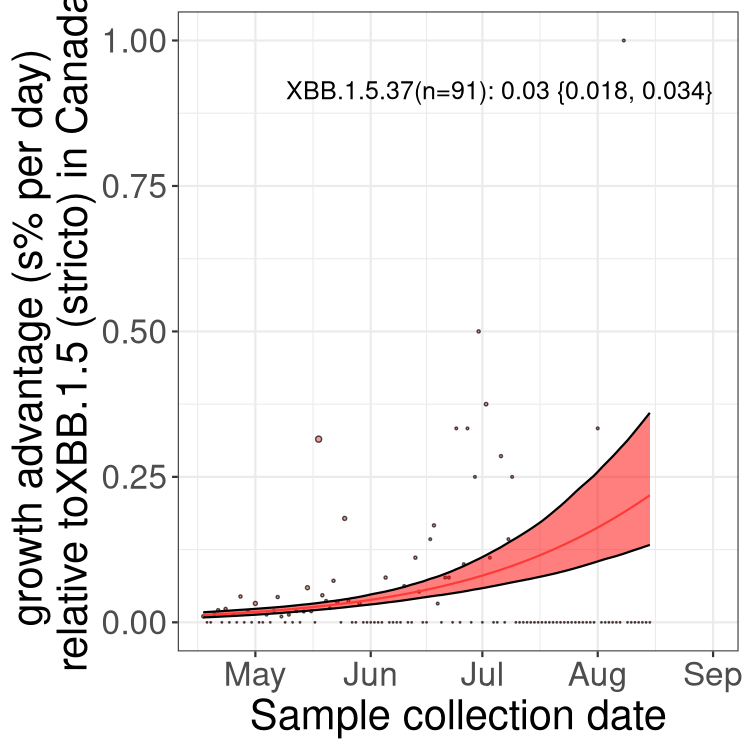 growth advantage (s% per day)
relative toXBB.1.5 (stricto) in Canada
1.00
0.75
0.50
0.25
0.00
XBB.1.5.37(n=91): 0.03 {0.018, 0.034}
May Jun Jul Aug Sep
Sample collection date